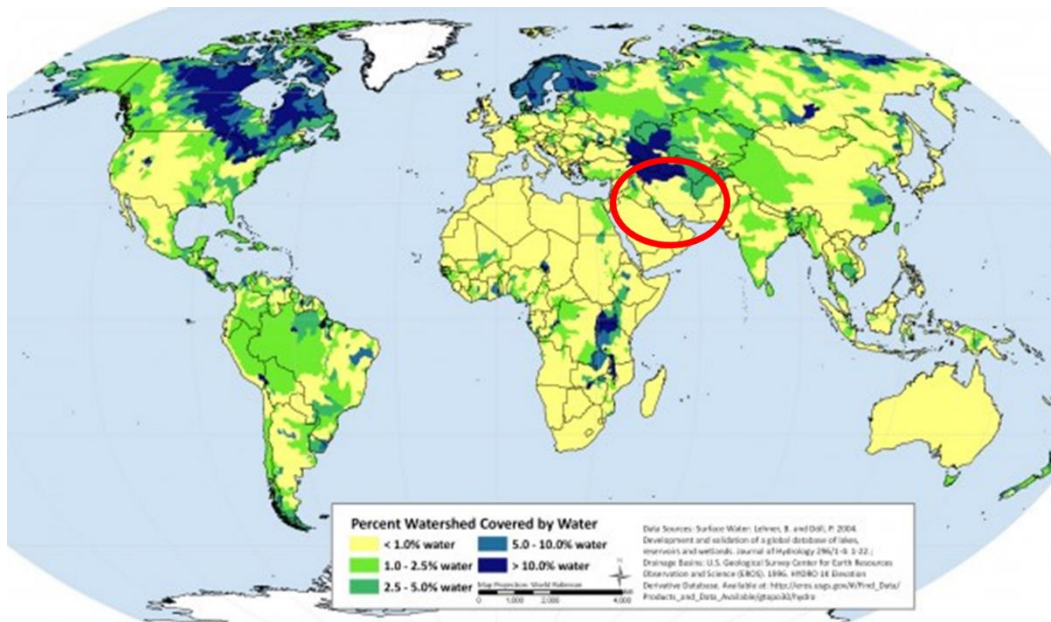 Percent Watershed Covered by Water
< 1.0% water
1.0 - 2.5% water
2.5 - 5.0% water
5.0 - 10.0% water
> 10.0% water
N
Map Projection: World Robinson
0 1,000 2,000 4,000
Data Sources: Surface Water: Lehner, B. and Döll, P. 2004.
Development and validation of a global database of lakes,
reservoirs and wetlands. Journal of Hydrology 296/1-4: 1-22.;
Drainage Basins: U.S. Geological Survey Center for Earth Resources
Observation and Science (EROS). 1996. HYDRO 1K Elevation
Derivative Database. Available at: http://eros.usgs.gov/#/Find_Data/
Products_and_Data_Available/gtopo30/hydro